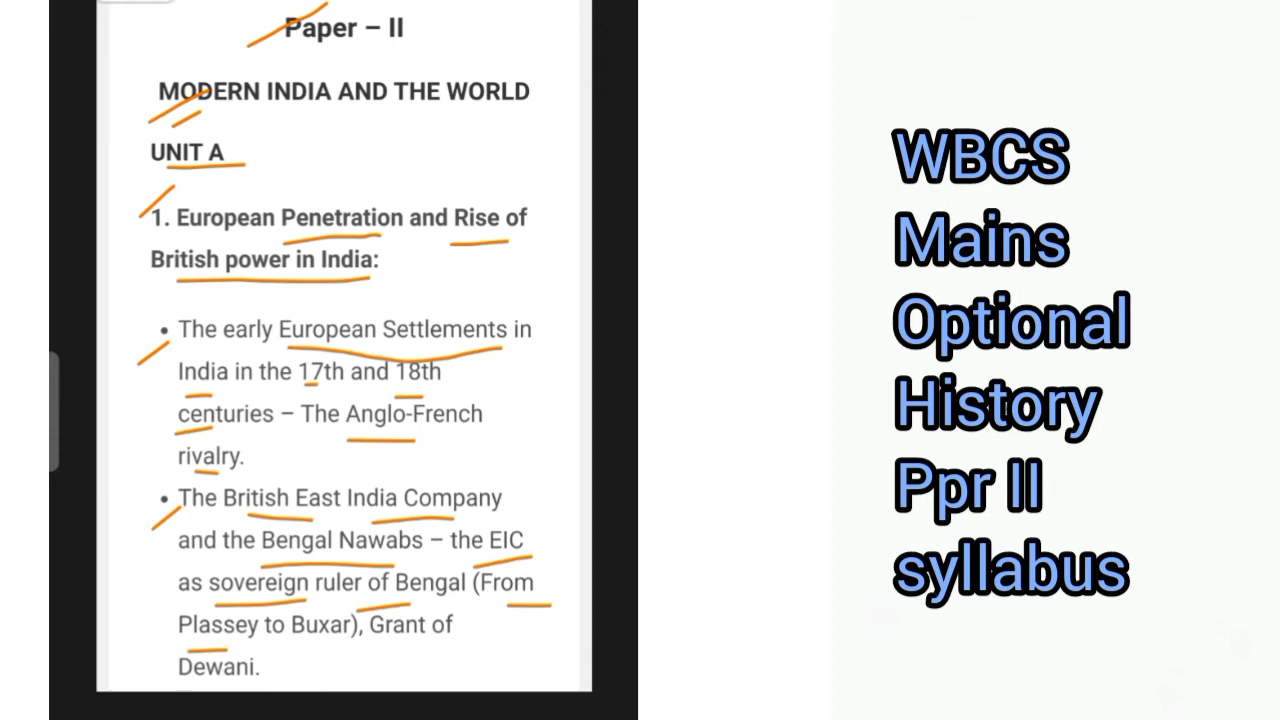 Paper – II
MODERN INDIA AND THE WORLD
UNIT A
1. European Penetration and Rise of
British power in India:
• The early European Settlements in
India in the 17th and 18th
centuries – The Anglo-French
rivalry.
• The British East India Company
and the Bengal Nawabs – the EIC
as sovereign ruler of Bengal (From
Plassey to Buxar), Grant of
Dewani.
WBCS
Mains
Optional
History
Ppr II
syllabus